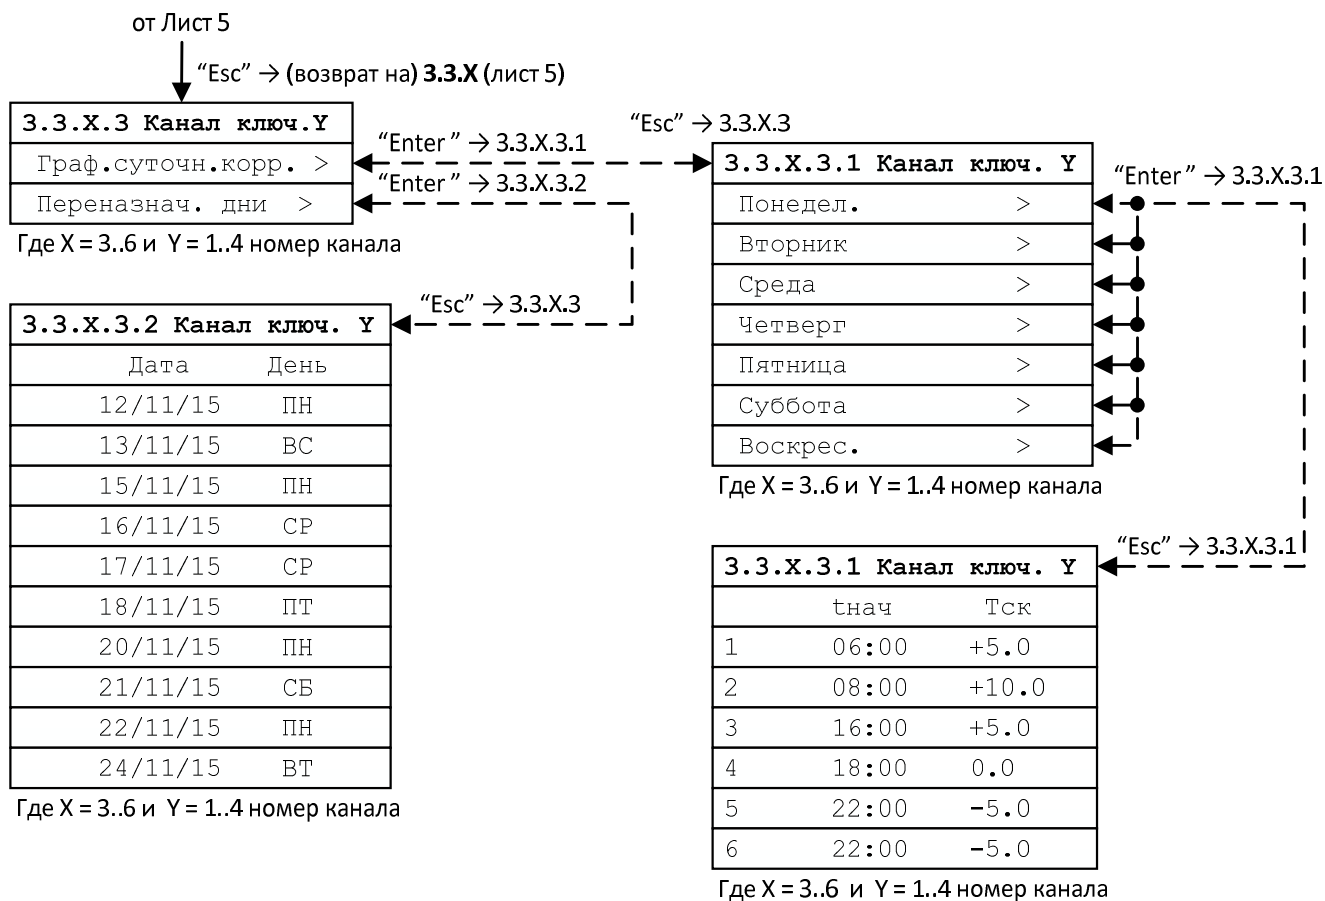 от Лист 5
“Esc” → (возврат на) 3.3.X (лист 5)
3.3.X.3 Канал ключ.Y
Граф.суточн.корр. >
Переназнач. дни >
Где X = 3..6 и Y = 1..4 номер канала
“Enter” → 3.3.X.3.1
“Enter” → 3.3.X.3.2
“Esc” → 3.3.X.3
3.3.X.3.1 Канал ключ. Y
Понедел. >
Вторник >
Среда >
Четверг >
Пятница >
Суббота >
Воскрес. >
Где X = 3..6 и Y = 1..4 номер канала
“Enter” → 3.3.X.3.1
“Esc” → 3.3.X.3
3.3.X.3.2 Канал ключ. Y
Дата День
12/11/15 ПН
13/11/15 ВС
15/11/15 ПН
16/11/15 СР
17/11/15 СР
18/11/15 ПТ
20/11/15 ПН
21/11/15 СБ
22/11/15 ПН
24/11/15 ВТ
Где X = 3..6 и Y = 1..4 номер канала
“Esc” → 3.3.X.3.1
3.3.X.3.1 Канал ключ. Y
tнач Тск
1 06:00 +5.0
2 08:00 +10.0
3 16:00 +5.0
4 18:00 0.0
5 22:00 -5.0
6 22:00 -5.0
Где X = 3..6 и Y = 1..4 номер канала